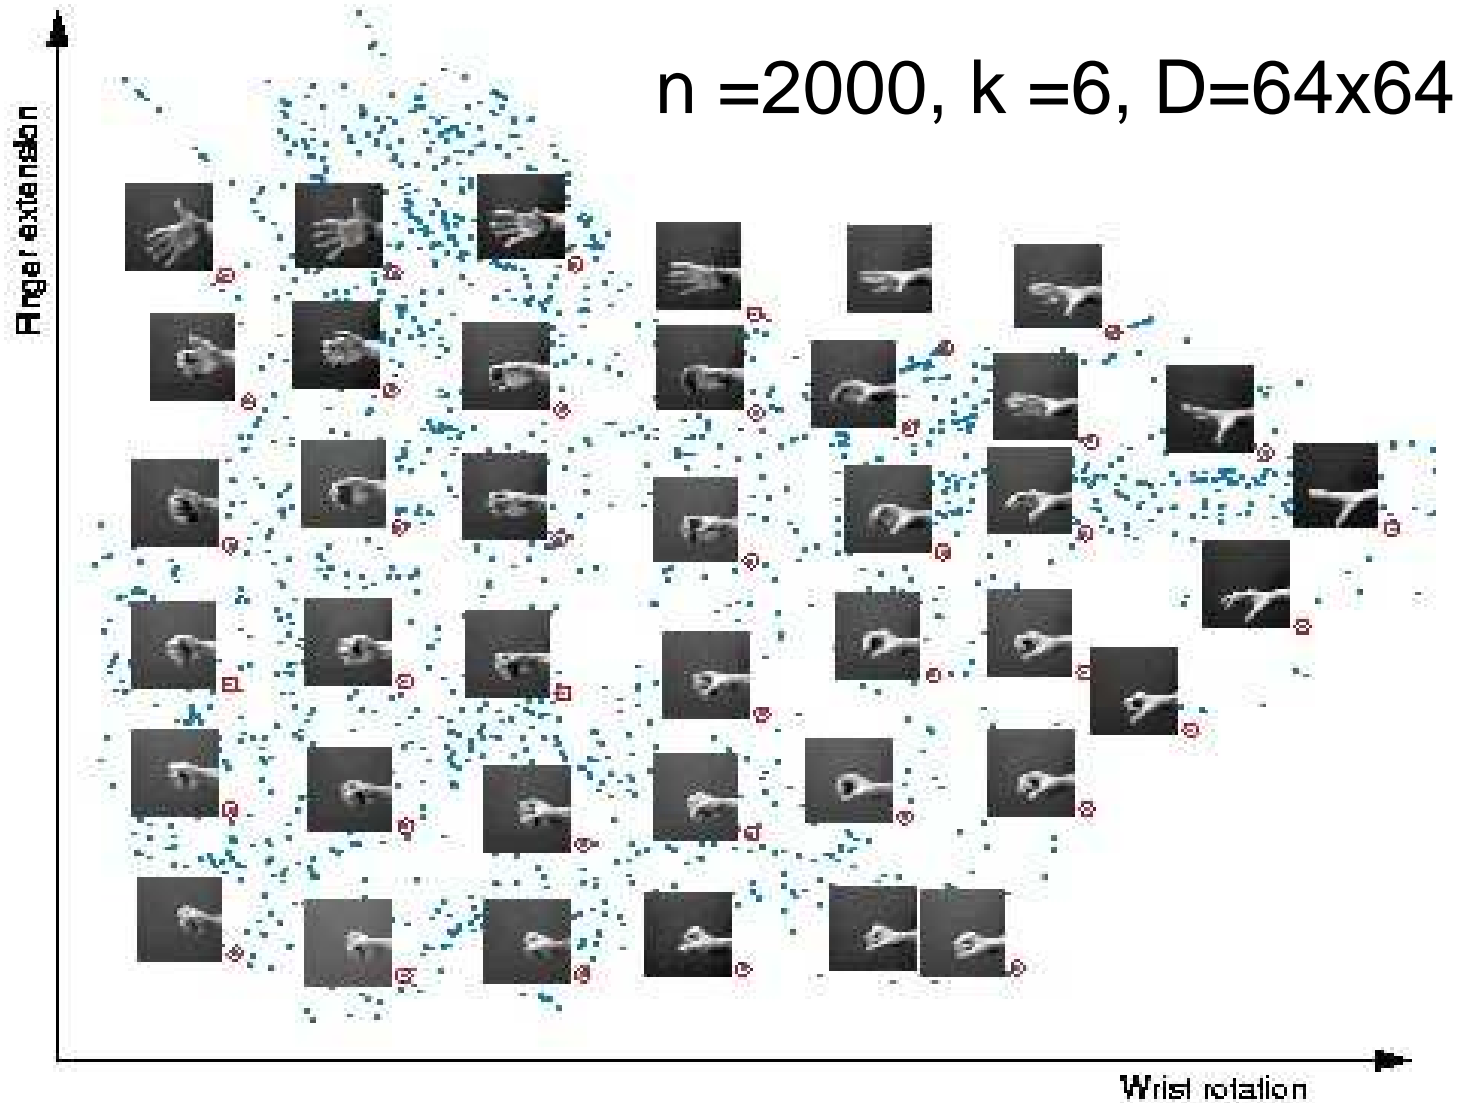 n =2000, k =6, D=64x64
Finger extension
Wrist rotation